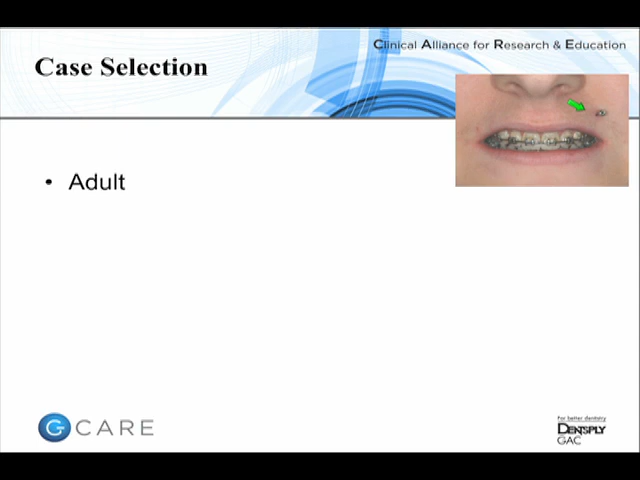 Clinical Alliance for Research & Education
Case Selection
• Adult
G CARE
For better dentistry
DENTSPLY
GAC